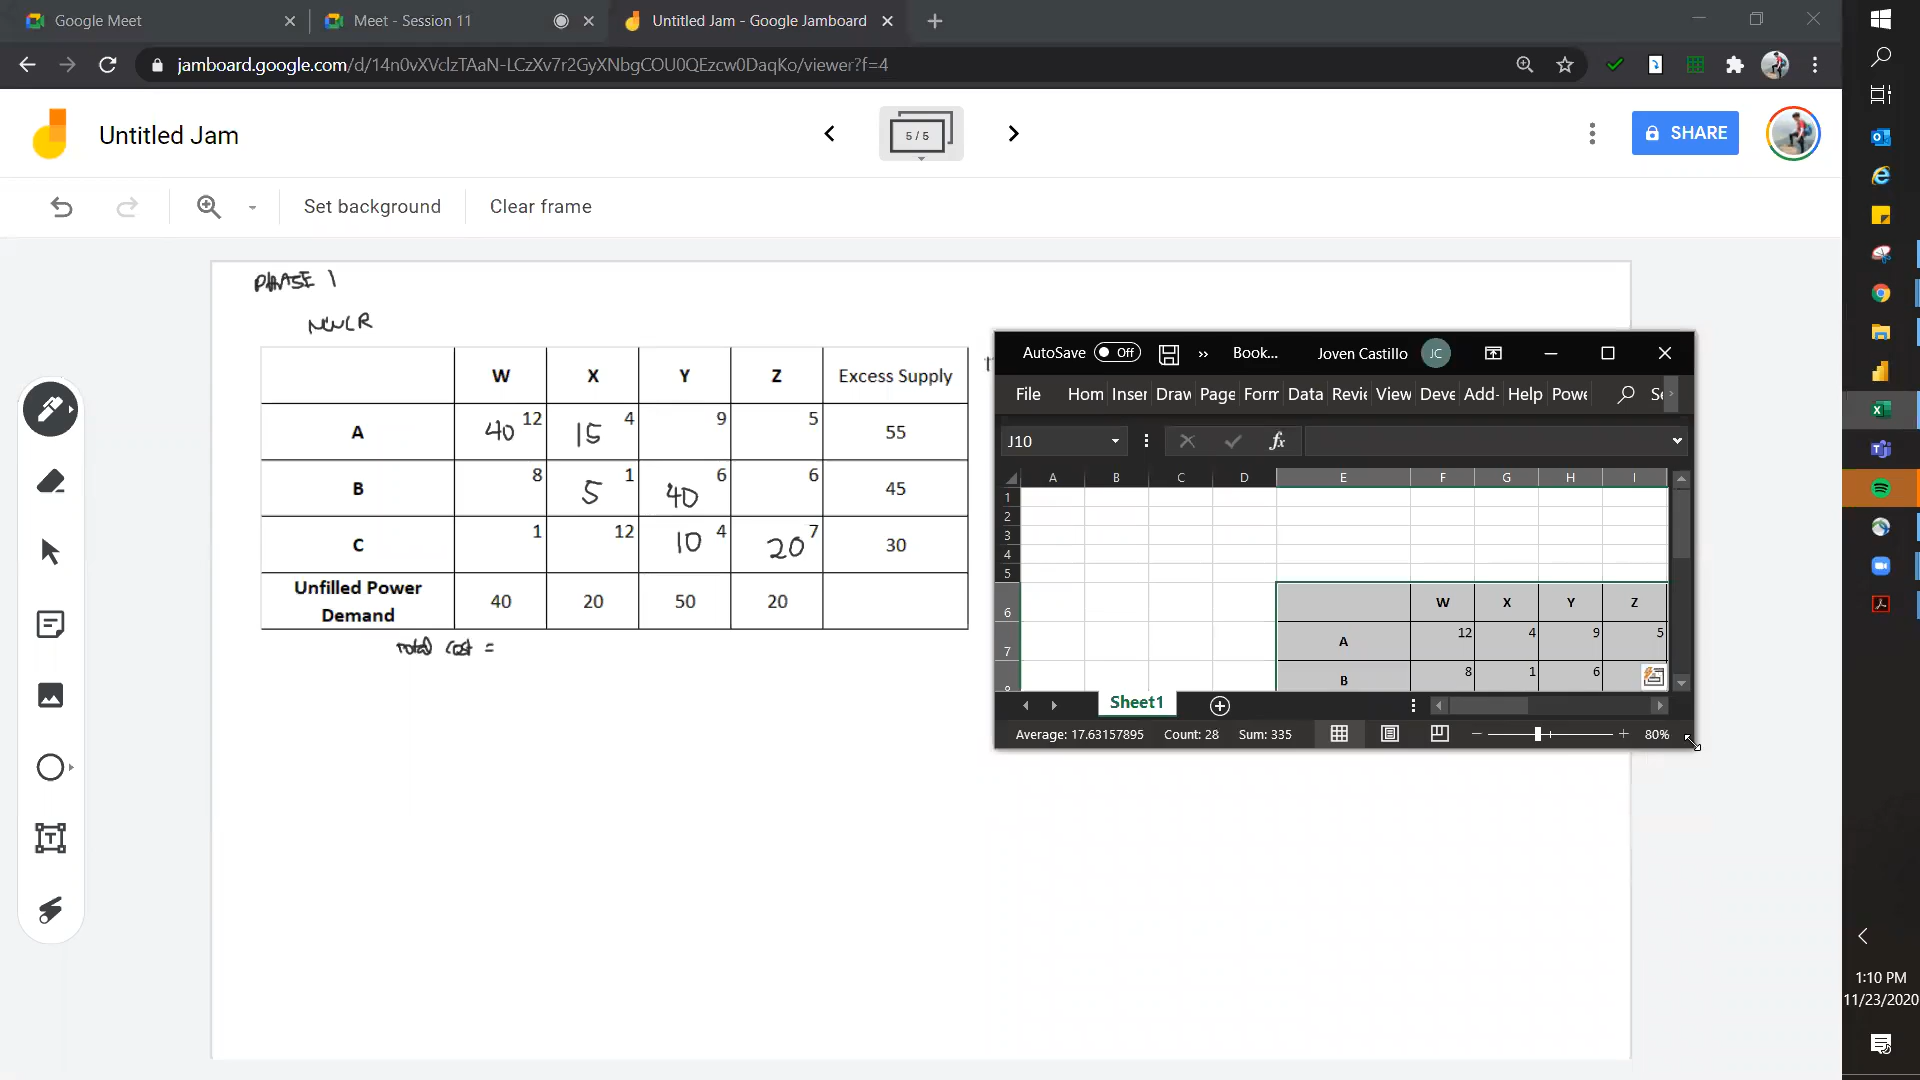 Google Meet
Meet - Session 11
Untitled Jam - Google Jamboard
jamboard.google.com/d/14n0vXVclzTAaN-LCzXv7r2GyXNbgCOU0QEzcw0DaqKo/viewer?f=4
Untitled Jam
5 / 5
SHARE
Set background
Clear frame
PHASE 1
NWCR
W X Y Z Excess Supply
A 40 12 15 4 9 5 55
B 8 5 1 40 6 6 45
C 1 12 10 4 20 7 30
Unfilled Power Demand 40 20 50 20
Total Cost =
AutoSave Off Book... Joven Castillo JC
File Hom Inser Draw Page Form Data Revie View Deve Add- Help Powe Se
J10 fx
A B C D E F G H I
1
2
3
4
5
6 W X Y Z
7 A 12 4 9 5
8 B 8 1 6
Sheet1
Average: 17.63157895 Count: 28 Sum: 335 80%
1:10 PM
11/23/2020